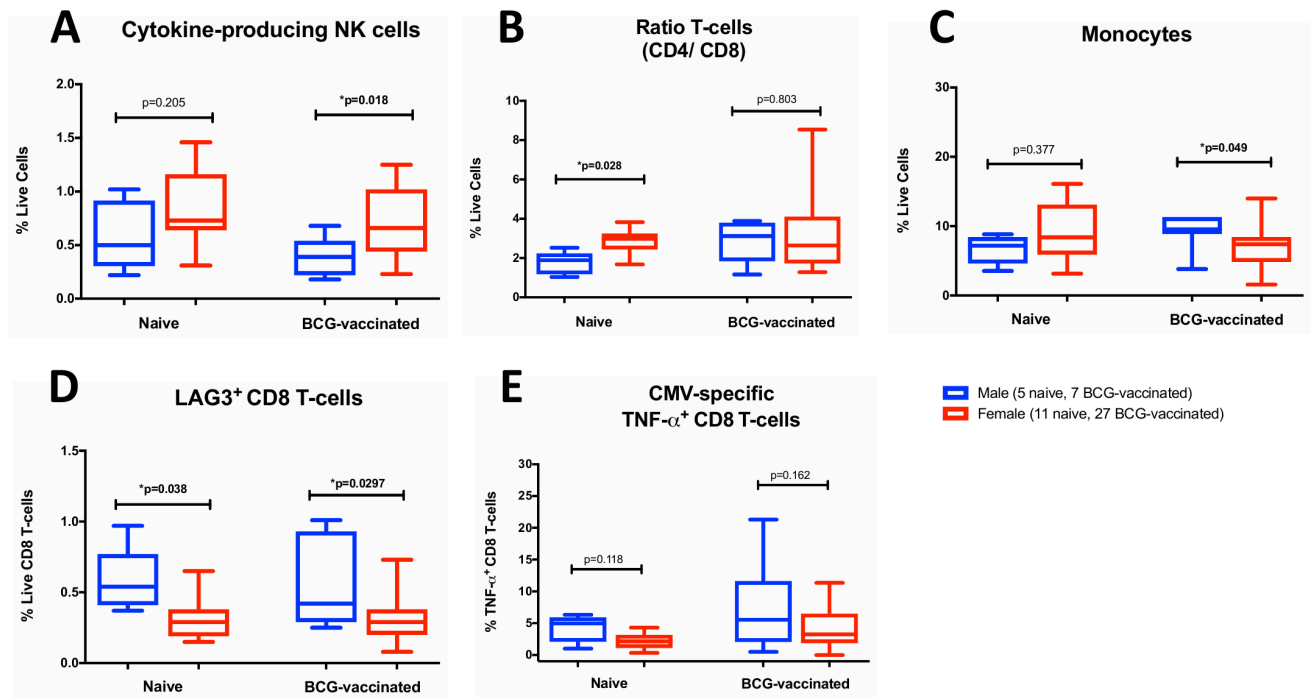 A
Cytokine-producing NK cells
2.0
1.5
1.0
0.5
0.0
% Live Cells
p=0.205
*p=0.018
Naive
BCG-vaccinated
B
Ratio T-cells
(CD4/ CD8)
10
8
6
4
2
0
% Live Cells
*p=0.028
p=0.803
Naive
BCG-vaccinated
C
Monocytes
30
20
10
0
% Live Cells
p=0.377
*p=0.049
Naive
BCG-vaccinated
D
LAG3⁺ CD8 T-cells
1.5
1.0
0.5
0.0
% Live CD8 T-cells
*p=0.038
*p=0.0297
Naive
BCG-vaccinated
E
CMV-specific
TNF-α⁺ CD8 T-cells
30
25
20
15
10
5
0
% TNF-α⁺ CD8 T-cells
p=0.118
p=0.162
Naive
BCG-vaccinated
Male (5 naive, 7 BCG-vaccinated)
Female (11 naive, 27 BCG-vaccinated)